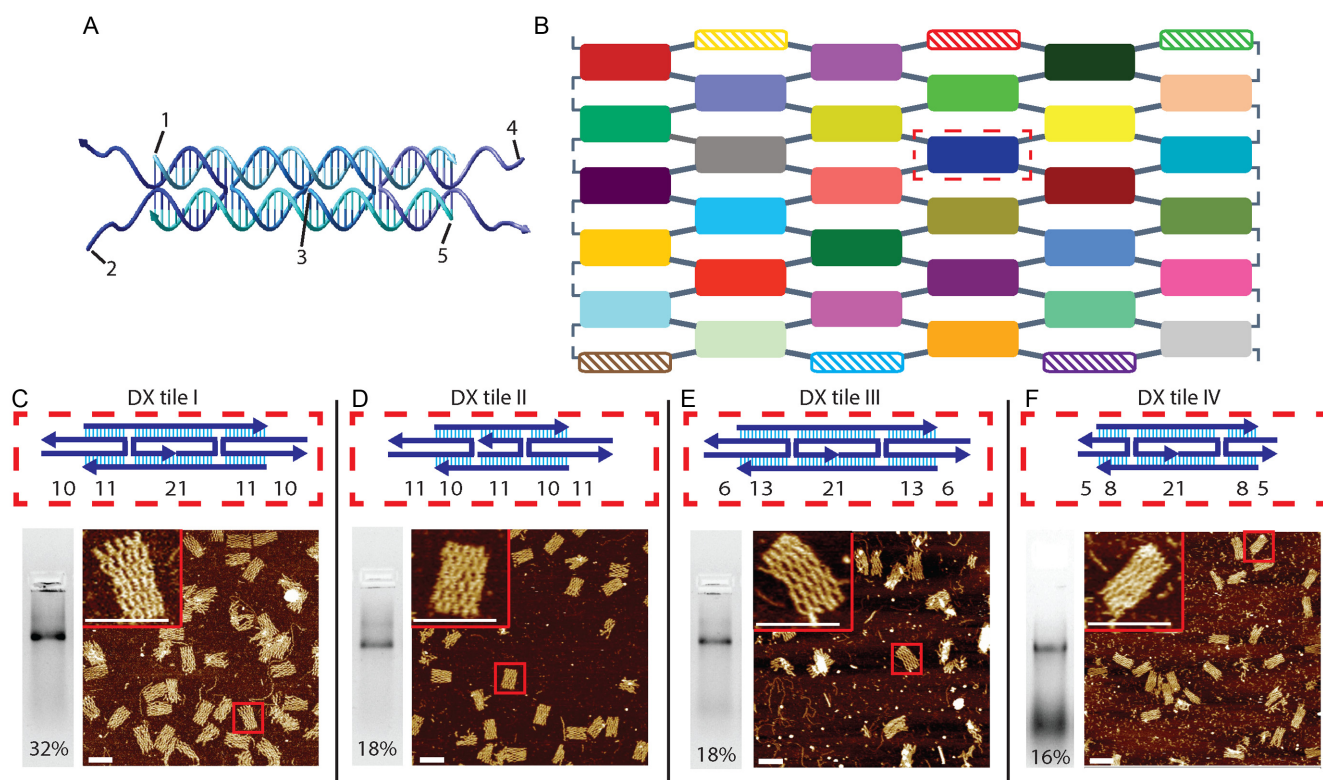 A
B
1
4
2
3
5
C
DX tile I
10 11 21 11 10
32%
D
DX tile II
11 10 11 10 11
18%
E
DX tile III
6 13 21 13 6
18%
F
DX tile IV
5 8 21 8 5
16%